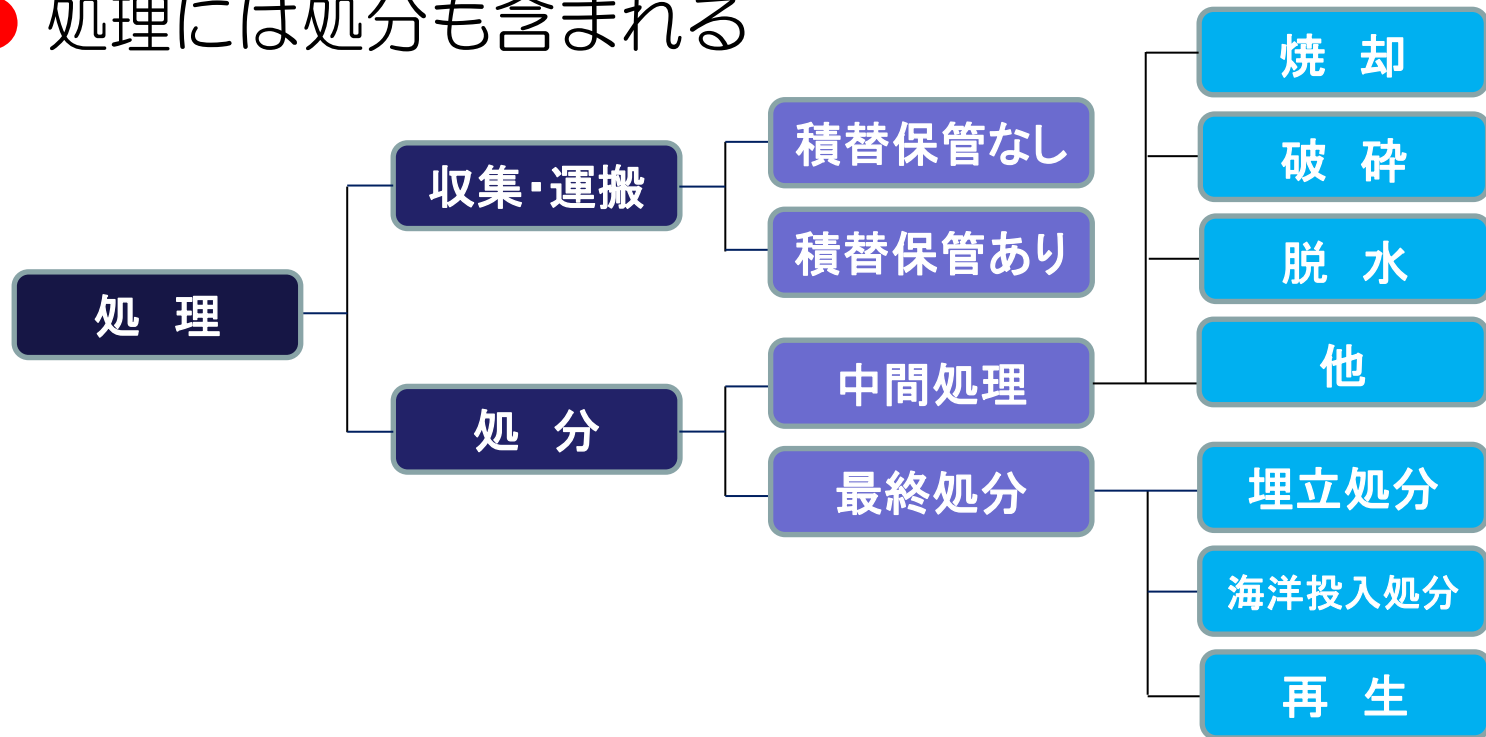 処理には処分も含まれる
処 理
収集・運搬
処 分
積替保管なし
積替保管あり
中間処理
最終処分
焼 却
破 砕
脱 水
他
埋立処分
海洋投入処分
再 生